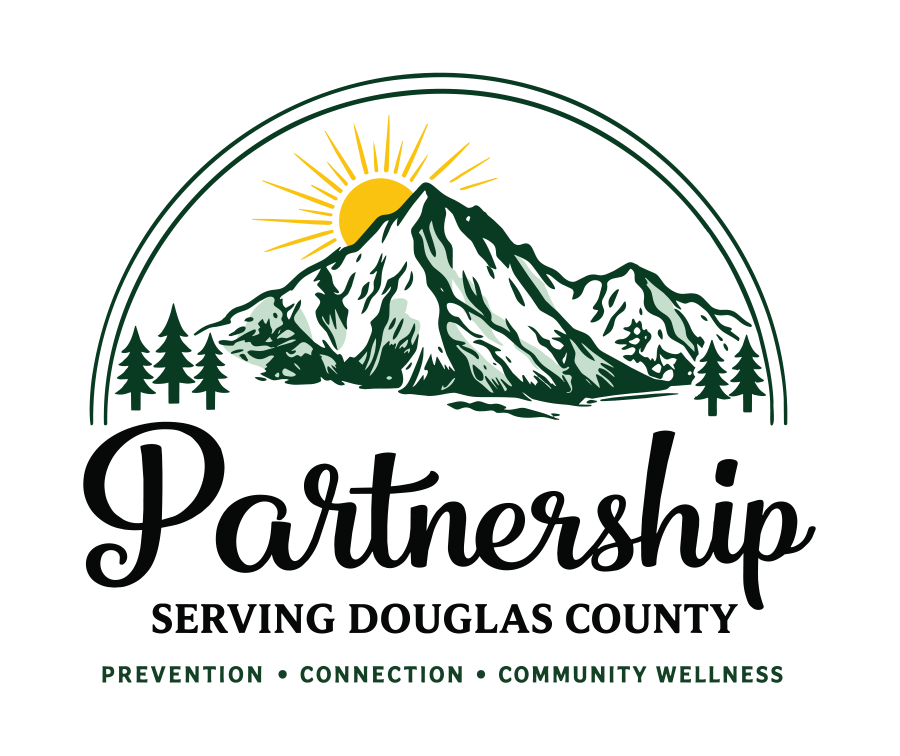 Partnership
SERVING DOUGLAS COUNTY
PREVENTION • CONNECTION • COMMUNITY WELLNESS